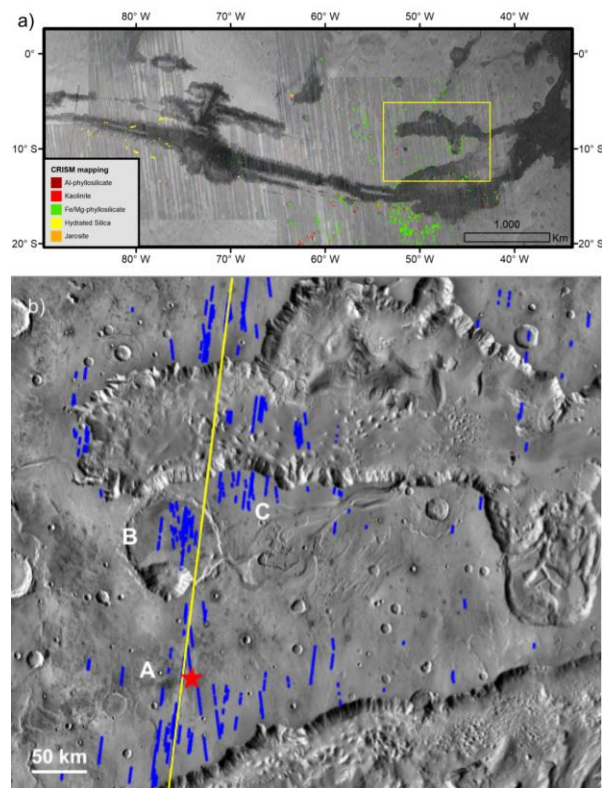 a)
80° W 70° W 60° W 50° W 40° W
0°
10° S
20° S
CRISM mapping
Al-phyllosilicate
Kaolinite
Fe/Mg-phyllosilicate
Hydrated Silica
Jarosite
0°
10° S
20° S
1,000
Km
80° W 70° W 60° W 50° W 40° W
b)
B
C
A
50 km